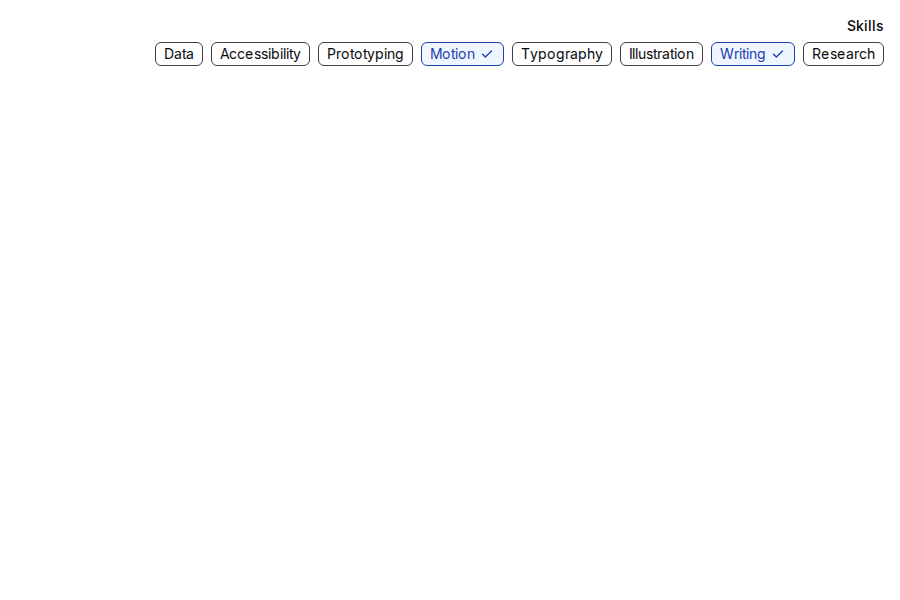 Skills
Data Accessibility Prototyping Motion Typography Illustration Writing Research